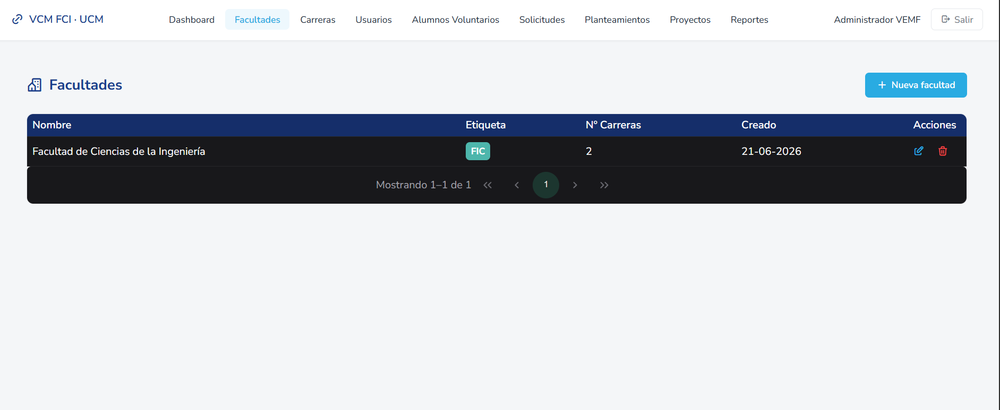 VCM FCI · UCM Dashboard Facultades Carreras Usuarios Alumnos Voluntarios Solicitudes Planteamientos Proyectos Reportes Administrador VEMF Salir
Facultades + Nueva facultad
Nombre Etiqueta N° Carreras Creado Acciones
Facultad de Ciencias de la Ingeniería FIC 2 21-06-2026
Mostrando 1–1 de 1 « ‹ 1 › »